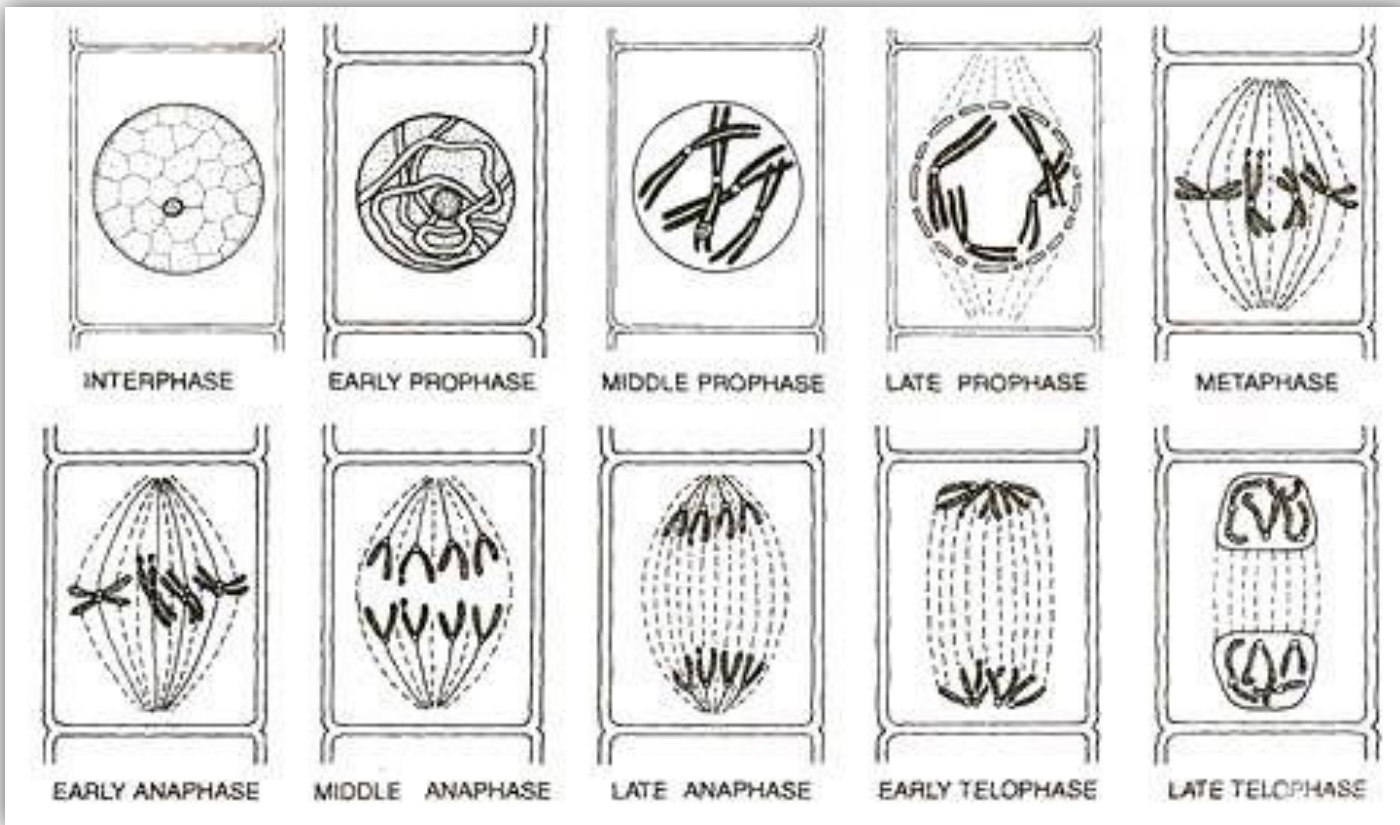 INTERPHASE
EARLY PROPHASE
MIDDLE PROPHASE
LATE PROPHASE
METAPHASE
EARLY ANAPHASE
MIDDLE ANAPHASE
LATE ANAPHASE
EARLY TELOPHASE
LATE TELOPHASE